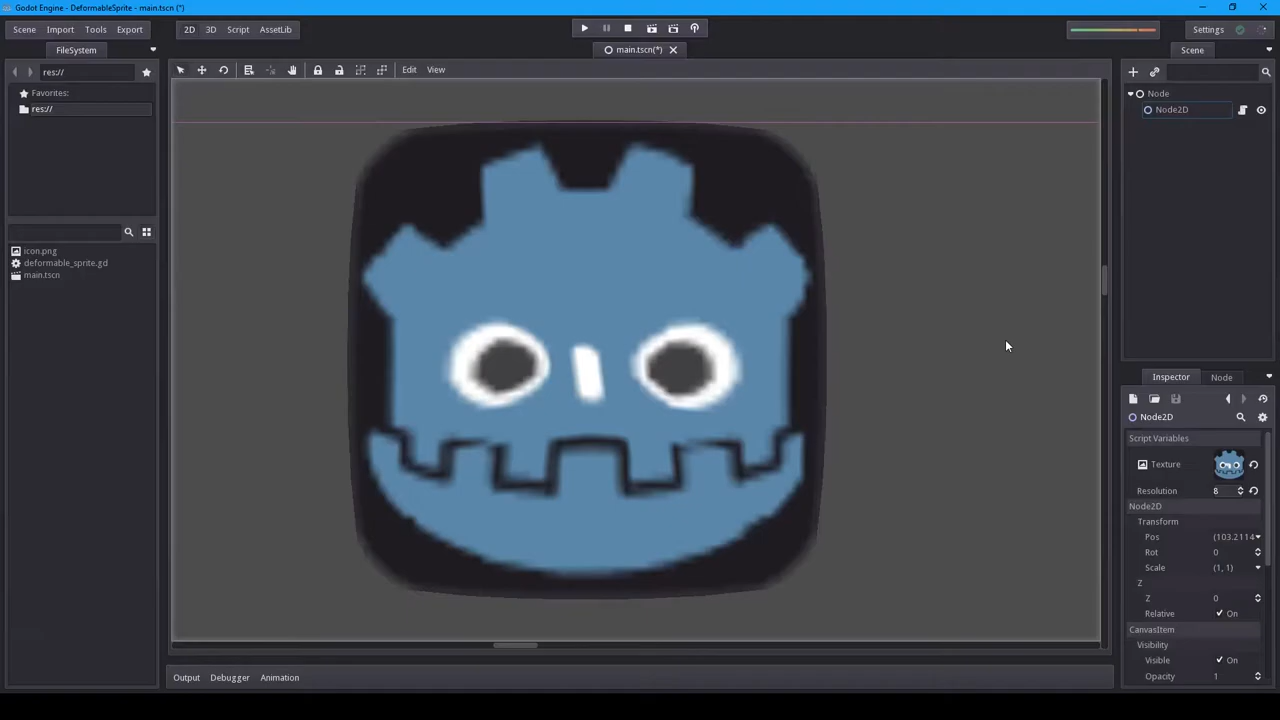 Godot Engine - DeformableSprite - main.tscn (*)
Scene Import Tools Export
2D 3D Script AssetLib
Settings
FileSystem
main.tscn(*)
Scene
res://
Edit View
Favorites:
res://
Node
Node2D
icon.png
deformable_sprite.gd
main.tscn
Inspector Node
Node2D
Script Variables
Texture
Resolution 8
Node2D
Transform
Pos (103.2114
Rot 0
Scale (1, 1)
Z
Z 0
Relative On
CanvasItem
Visibility
Visible On
Opacity 1
Output Debugger Animation